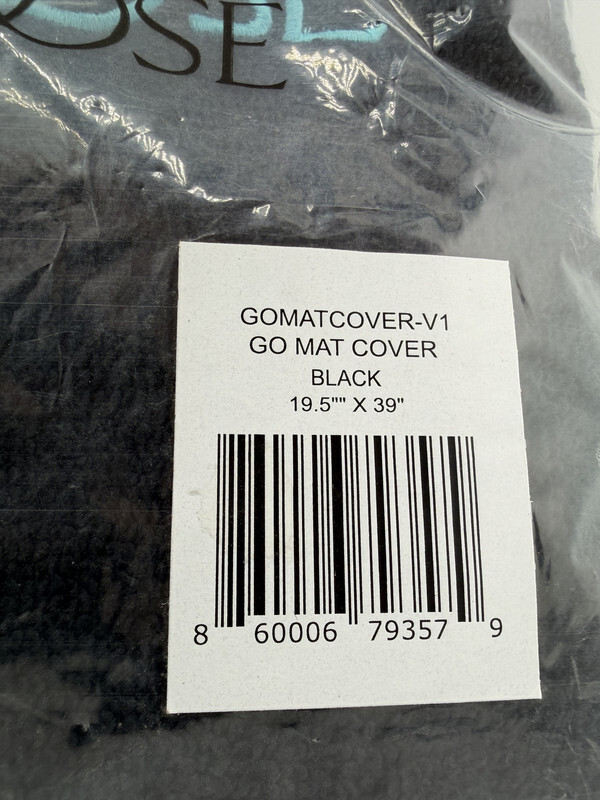 OSE
GOMATCOVER-V1
GO MAT COVER
BLACK
19.5"" X 39"
8 60006 79357 9